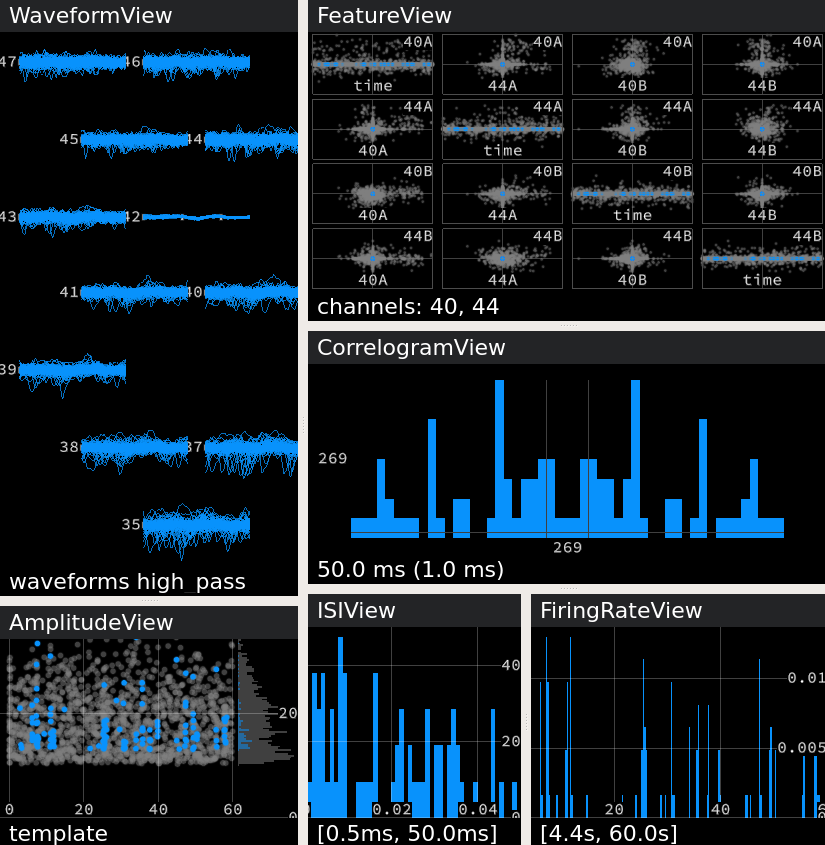 WaveformView
47 46
45 44
43 42
41 40
39
38 37
35
waveforms high_pass
FeatureView
40A 40A 40A 40A
time 44A 40B 44B
44A 44A 44A 44A
40A time 40B 44B
40B 40B 40B 40B
40A 44A time 44B
44B 44B 44B 44B
40A 44A 40B time
channels: 40, 44
CorrelogramView
269
269
50.0 ms (1.0 ms)
AmplitudeView
20
0 20 40 60
template
ISIView
40
20
0.02 0.04
[0.5ms, 50.0ms]
FiringRateView
0.01
0.005
20 40
[4.4s, 60.0s]